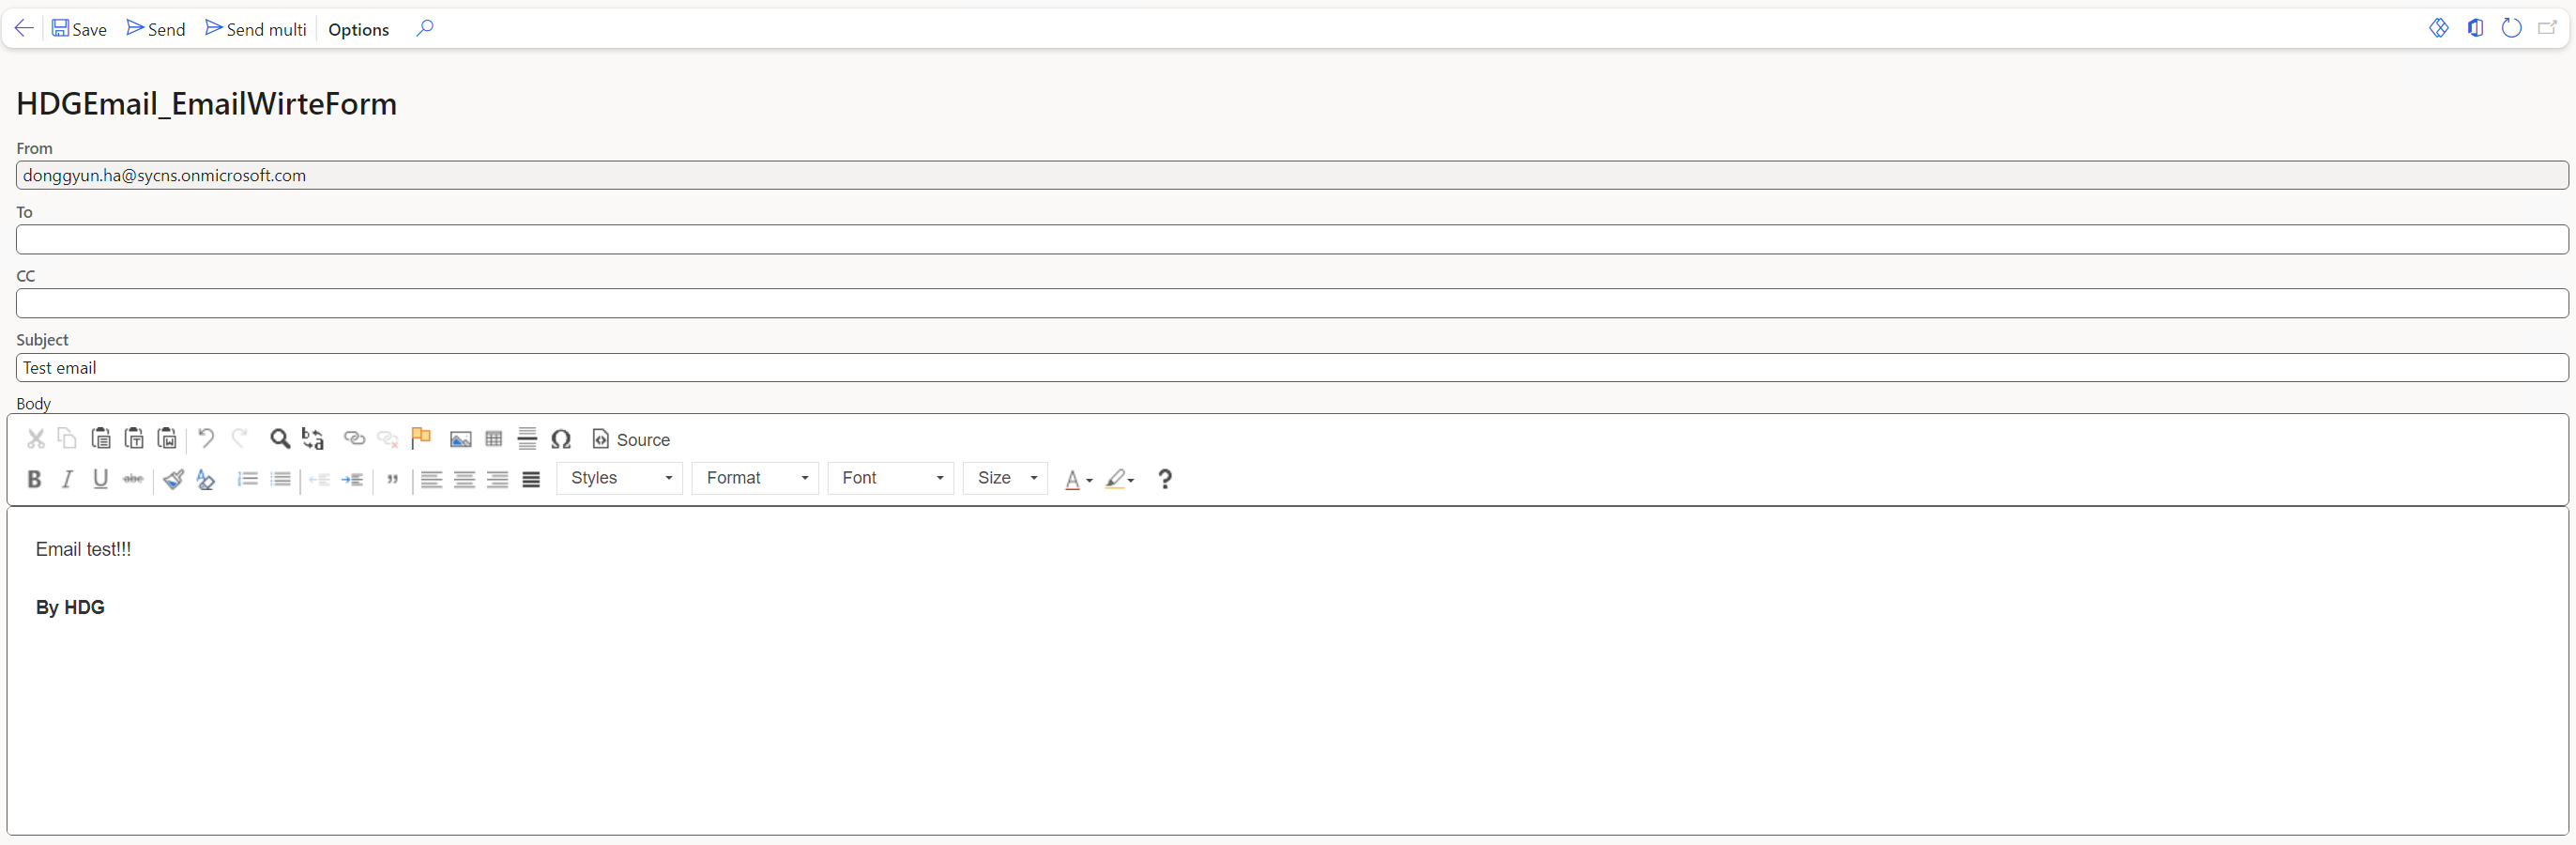 Save Send Send multi Options
HDGEmail_EmailWirteForm
From
donggyun.ha@sycns.onmicrosoft.com
To
CC
Subject
Test email
Body
Source
Styles Format Font Size
Email test!!!
By HDG